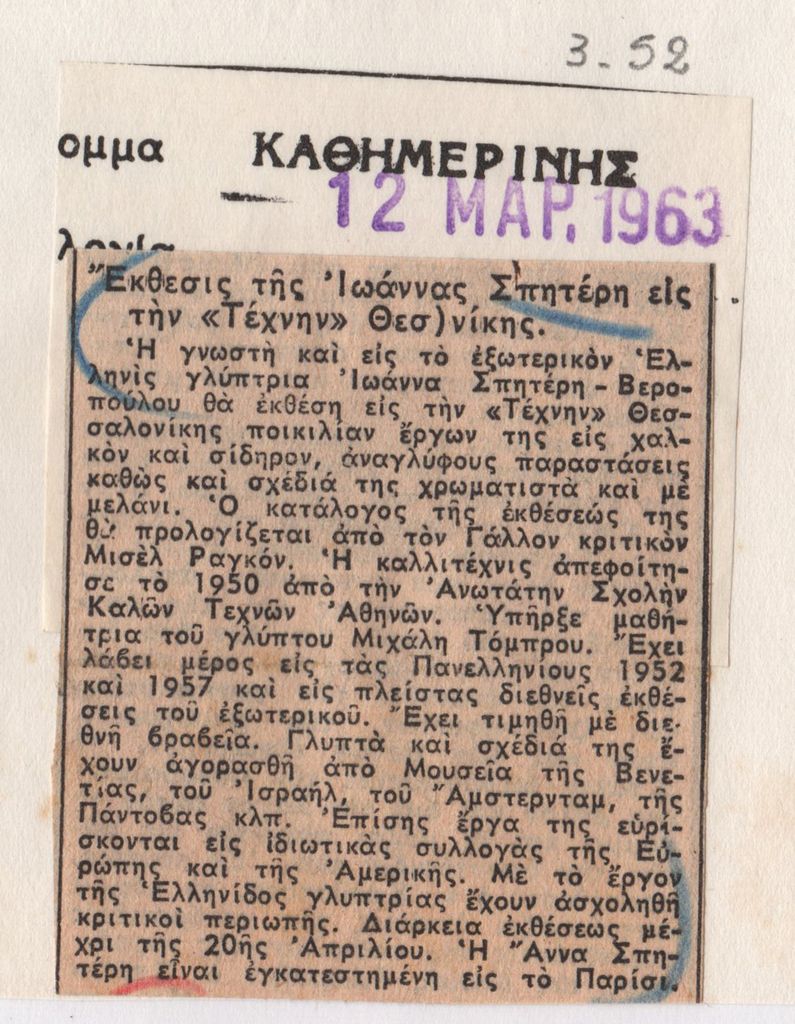 3-52
ομμα ΚΑΘΗΜΕΡΙΝΗΣ
12 ΜΑΡ. 1963
λογία
Ἔκθεσις τῆς Ἰωάννας Σπητέρη εἰς
τὴν «Τέχνην» Θεσ)νίκης.
Ἡ γνωστὴ καὶ εἰς τὸ ἐξωτερικὸν Ἑλ-
ληνὶς γλύπτρια Ἰωάννα Σπητέρη - Βερο-
πούλου θὰ ἐκθέση εἰς τὴν «Τέχνην» Θεσ-
σαλονίκης ποικιλίαν ἔργων της εἰς χαλ-
κὸν καὶ σίδηρον, ἀναγλύφους παραστάσεις
καθὼς καὶ σχέδιά της χρωματιστὰ καὶ μὲ
μελάνι. Ὁ κατάλογος τῆς ἐκθέσεώς της
θὰ προλογίζεται ἀπὸ τὸν Γάλλον κριτικὸν
Μισὲλ Ραγκόν. Ἡ καλλιτέχνις ἀπεφοίτη-
σε τὸ 1950 ἀπὸ τὴν Ἀνωτάτην Σχολὴν
Καλῶν Τεχνῶν Ἀθηνῶν. Ὑπῆρξε μαθή-
τρια τοῦ γλύπτου Μιχάλη Τόμπρου. Ἔχει
λάβει μέρος εἰς τὰς Πανελληνίους 1952
καὶ 1957 καὶ εἰς πλείστας διεθνεῖς ἐκθέ-
σεις τοῦ ἐξωτερικοῦ. Ἔχει τιμηθῆ μὲ διε-
θνῆ βραβεῖα. Γλυπτὰ καὶ σχέδιά της ἔ-
χουν ἀγορασθῆ ἀπὸ Μουσεῖα τῆς Βενε-
τίας, τοῦ Ἰσραήλ, τοῦ Ἄμστερνταμ, τῆς
Πάντοβας κλπ. Ἐπίσης ἔργα της εὑρί-
σκονται εἰς ἰδιωτικὰς συλλογὰς τῆς Εὐ-
ρώπης καὶ τῆς Ἀμερικῆς. Μὲ τὸ ἔργον
τῆς Ἑλληνίδος γλυπτρίας ἔχουν ἀσχοληθῆ
κριτικοὶ περιωπῆς. Διάρκεια ἐκθέσεως μέ-
χρι τῆς 20ῆς Ἀπριλίου. Ἡ Ἄννα Σπη-
τέρη εἶναι ἐγκατεστημένη εἰς τὸ Παρίσι.